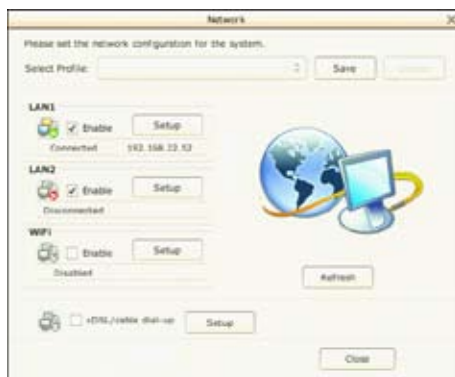 Network
Please set the network configuration for the system.
Select Profile:
Save
LAN1
Enable
Setup
Connected 192.168.22.52
LAN2
Enable
Setup
Disconnected
WiFi
Enable
Setup
Disabled
Refresh
xDSL/cable dial-up
Setup
Close